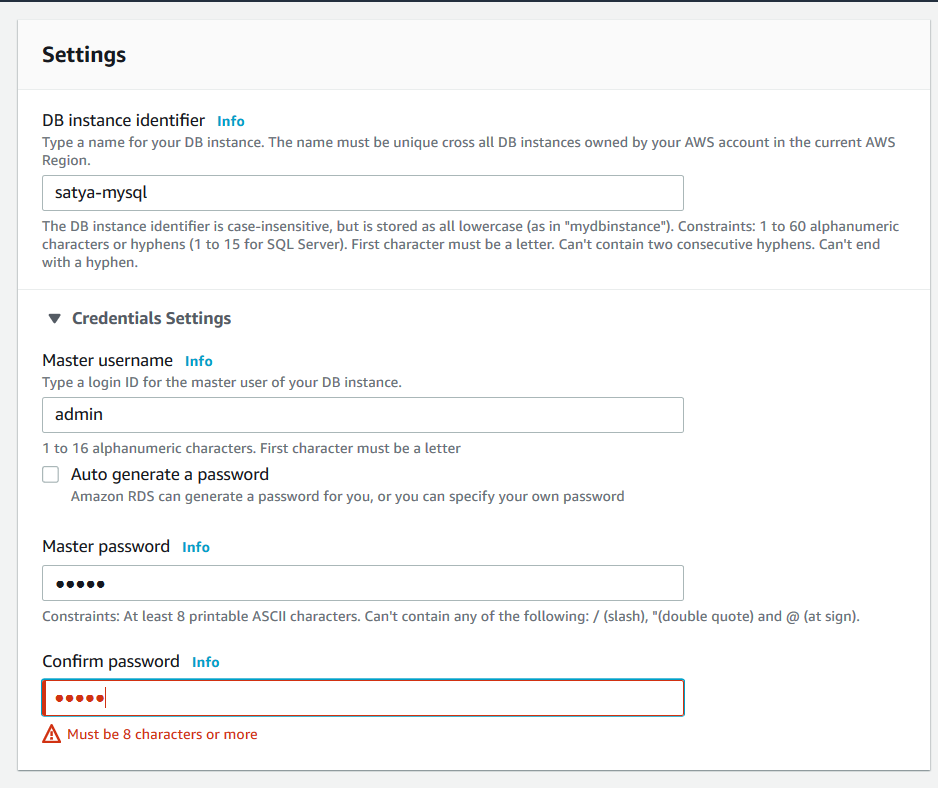 Settings
DB instance identifier Info
Type a name for your DB instance. The name must be unique cross all DB instances owned by your AWS account in the current AWS
Region.
satya-mysql
The DB instance identifier is case-insensitive, but is stored as all lowercase (as in "mydbinstance"). Constraints: 1 to 60 alphanumeric
characters or hyphens (1 to 15 for SQL Server). First character must be a letter. Can't contain two consecutive hyphens. Can't end
with a hyphen.
Credentials Settings
Master username Info
Type a login ID for the master user of your DB instance.
admin
1 to 16 alphanumeric characters. First character must be a letter
Auto generate a password
Amazon RDS can generate a password for you, or you can specify your own password
Master password Info
•••••
Constraints: At least 8 printable ASCII characters. Can't contain any of the following: / (slash), "(double quote) and @ (at sign).
Confirm password Info
•••••
Must be 8 characters or more